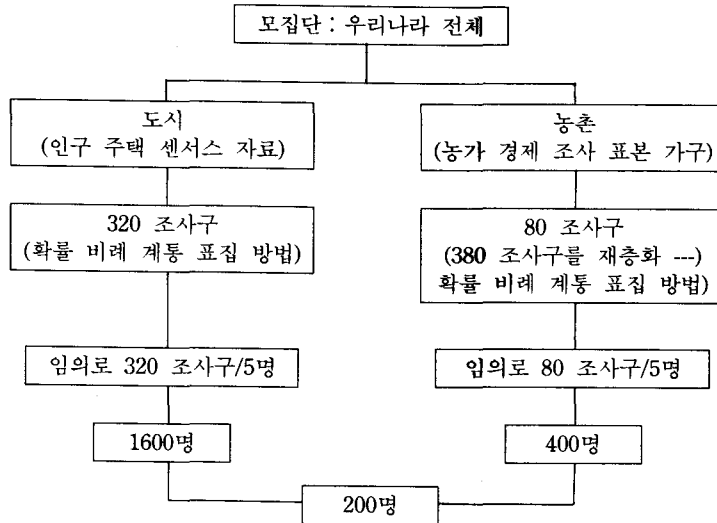 모집단 : 우리나라 전체
도시
(인구 주택 센서스 자료)
농촌
(농가 경제 조사 표본 가구)
320 조사구
(확률 비례 계통 표집 방법)
80 조사구
(380 조사구를 재층화 ---)
확률 비례 계통 표집 방법)
임의로 320 조사구/5명
임의로 80 조사구/5명
1600명
400명
200명